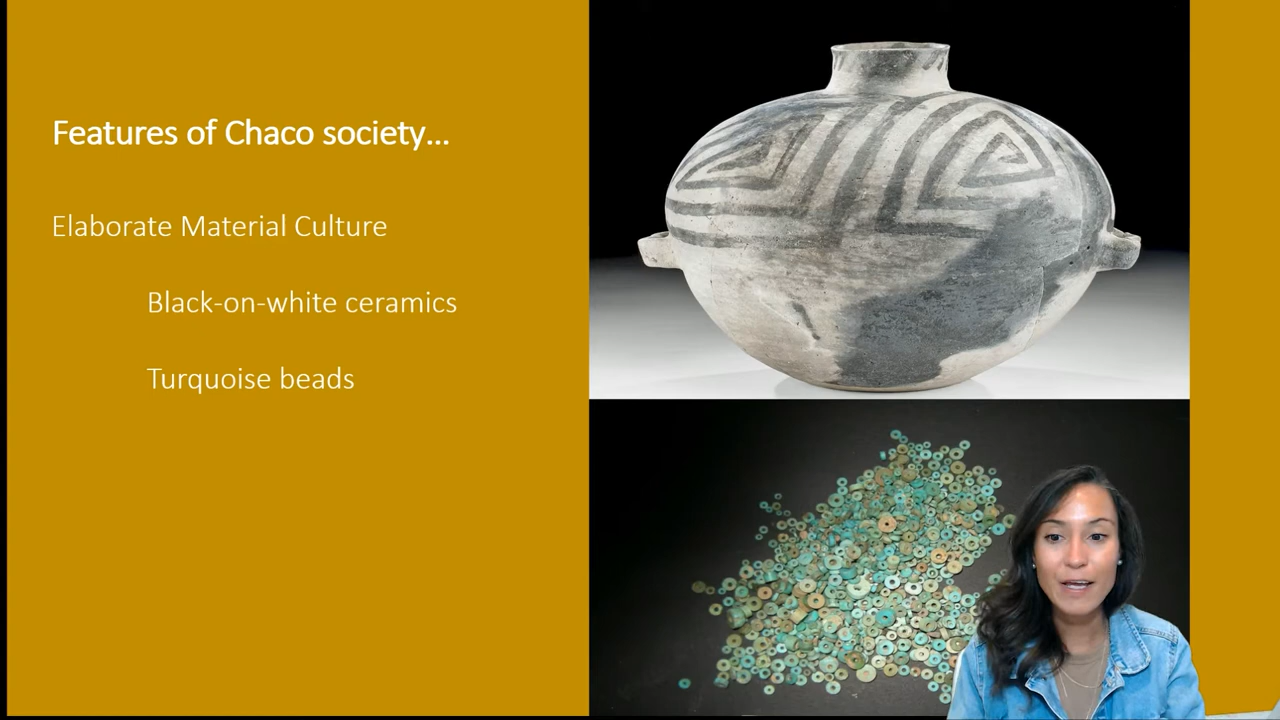 Features of Chaco society...
Elaborate Material Culture
Black-on-white ceramics
Turquoise beads